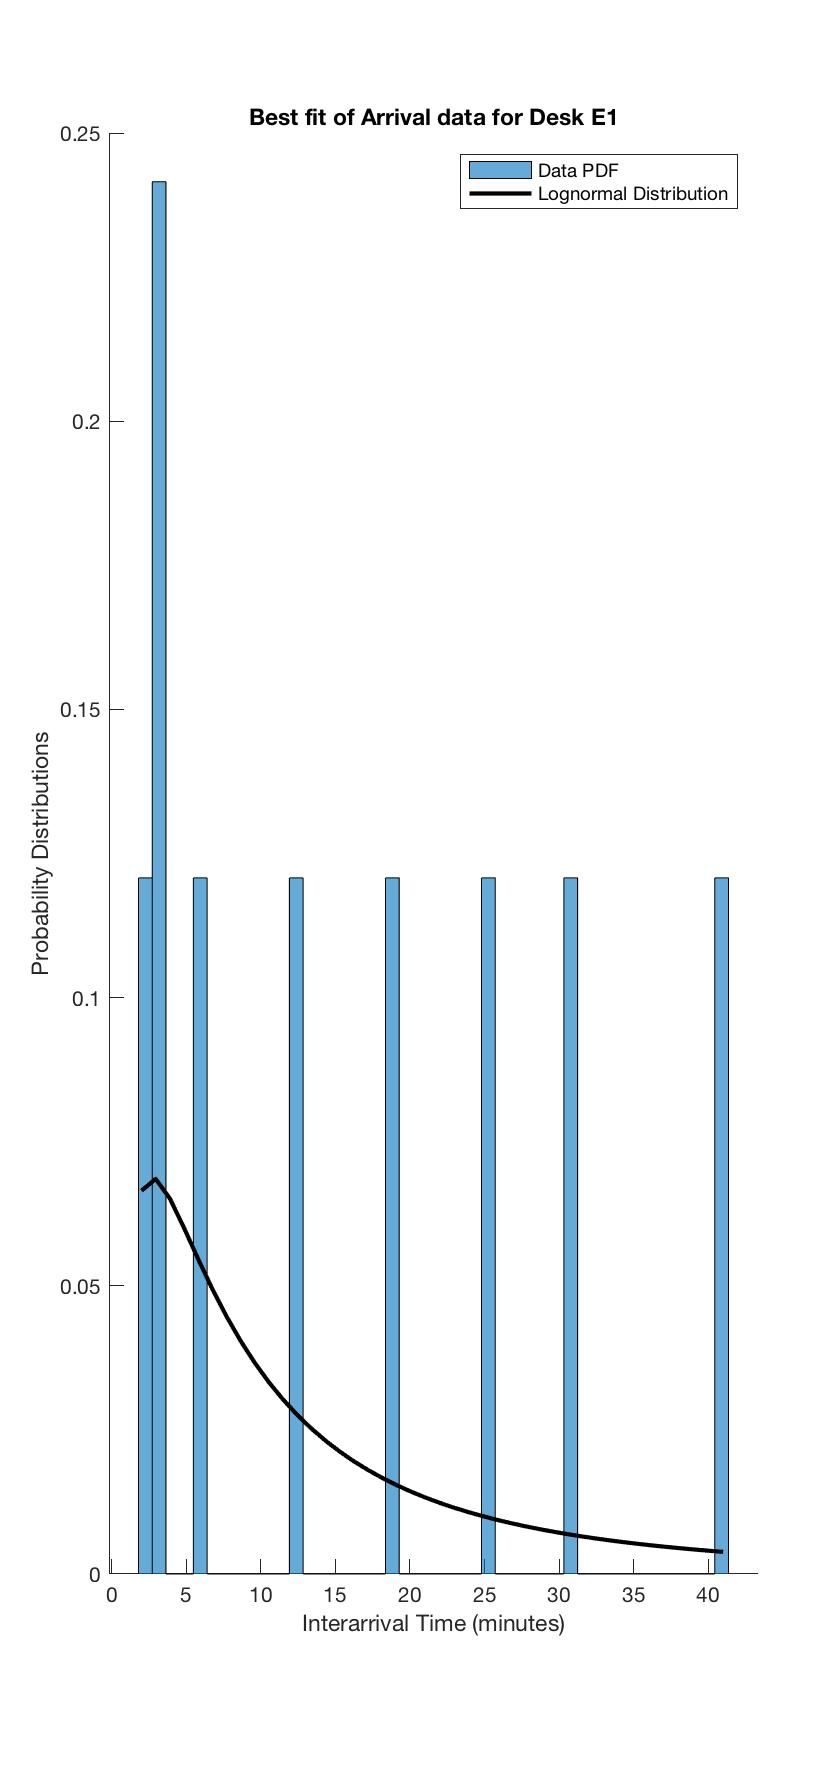 Best fit of Arrival data for Desk E1
Data PDF
Lognormal Distribution
0.25
0.2
0.15
0.1
0.05
0
Probability Distributions
0 5 10 15 20 25 30 35 40
Interarrival Time (minutes)